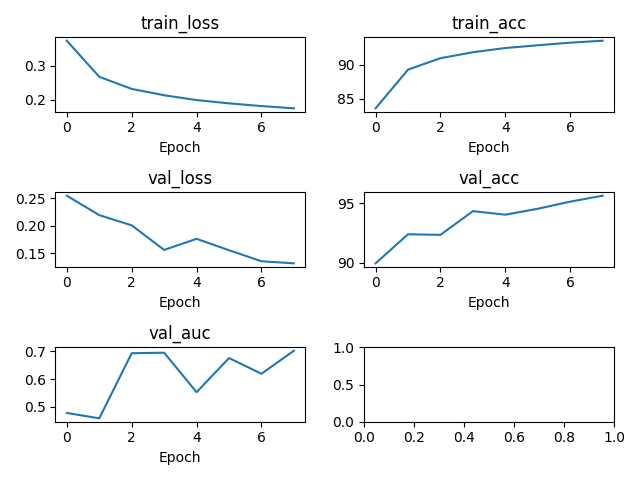 train_loss
0.3
0.2
0 2 4 6
Epoch
train_acc
90
85
0 2 4 6
Epoch
val_loss
0.25
0.20
0.15
0 2 4 6
Epoch
val_acc
95
90
0 2 4 6
Epoch
val_auc
0.7
0.6
0.5
0 2 4 6
Epoch
1.0
0.5
0.0
0.0 0.2 0.4 0.6 0.8 1.0